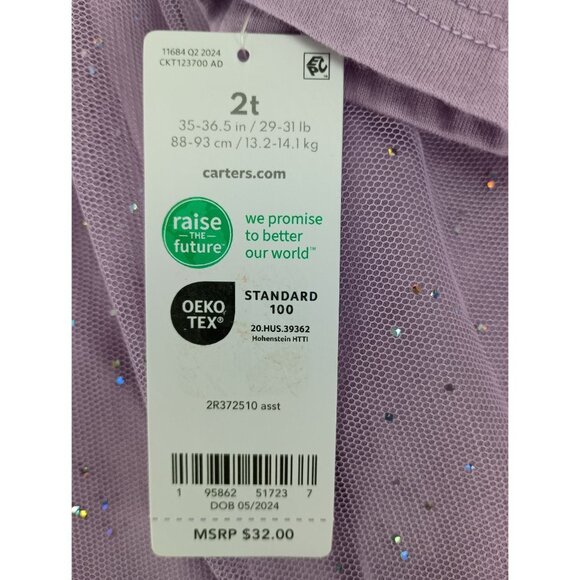 11684 Q2 2024
CKT123700 AD
2t
35-36.5 in / 29-31 lb
88-93 cm / 13.2-14.1 kg
carters.com
raise
THE
future™
we promise
to better
our world™
OEKO
TEX®
STANDARD
100
20.HUS.39362
Hohenstein HTTI
2R372510 asst
1 95862 51723 7
DOB 05/2024
MSRP $32.00